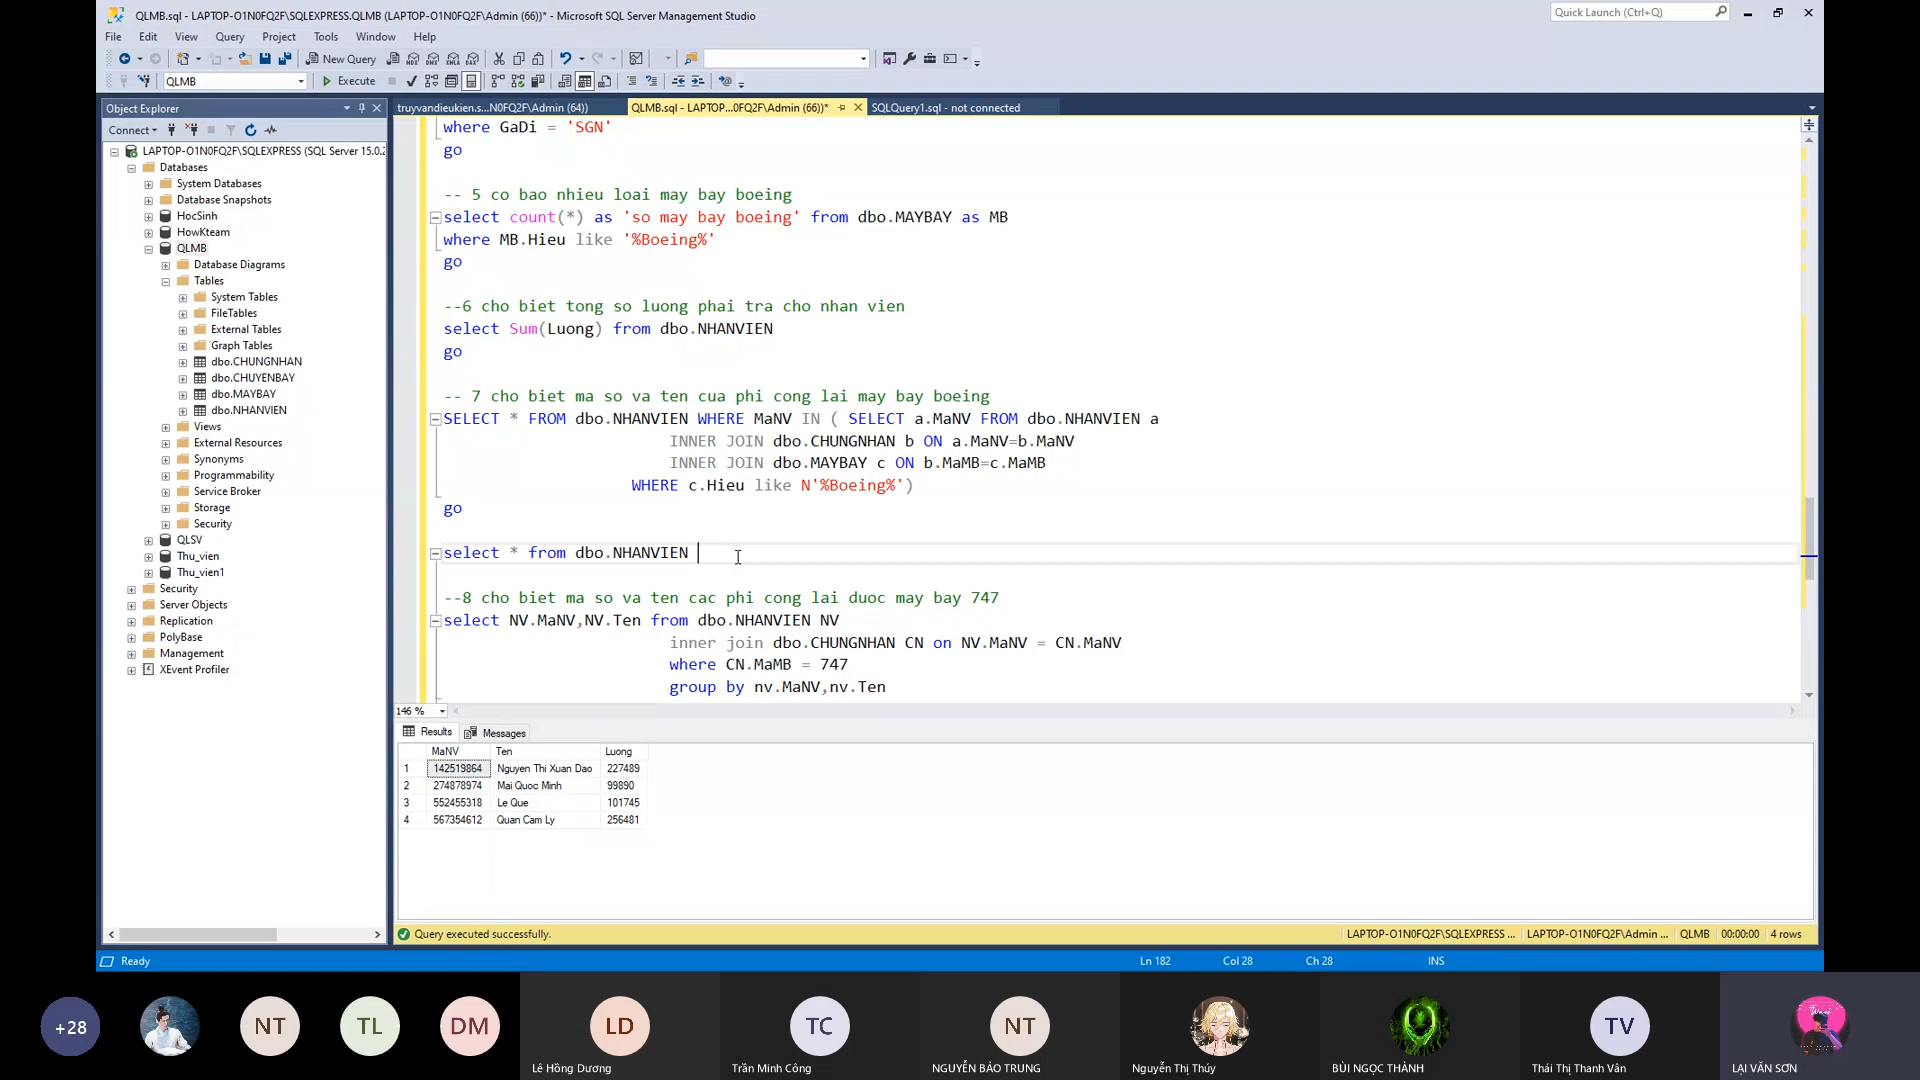 QLMB.sql - LAPTOP-O1N0FQ2F\SQLEXPRESS.QLMB (LAPTOP-O1N0FQ2F\Admin (66))* - Microsoft SQL Server Management Studio
Quick Launch (Ctrl+Q)
File Edit View Query Project Tools Window Help
New Query
QLMB Execute
Object Explorer
Connect
LAPTOP-O1N0FQ2F\SQLEXPRESS (SQL Server 15.0.2
Databases
System Databases
Database Snapshots
HocSinh
HowKteam
QLMB
Database Diagrams
Tables
System Tables
FileTables
External Tables
Graph Tables
dbo.CHUNGNHAN
dbo.CHUYENBAY
dbo.MAYBAY
dbo.NHANVIEN
Views
External Resources
Synonyms
Programmability
Service Broker
Storage
Security
QLSV
Thu_vien
Thu_vien1
Security
Server Objects
Replication
PolyBase
Management
XEvent Profiler
truyvandieukien.s...N0FQ2F\Admin (64))
QLMB.sql - LAPTOP...0FQ2F\Admin (66))*
SQLQuery1.sql - not connected
where GaDi = 'SGN'
go
-- 5 co bao nhieu loai may bay boeing
select count(*) as 'so may bay boeing' from dbo.MAYBAY as MB
where MB.Hieu like '%Boeing%'
go
--6 cho biet tong so luong phai tra cho nhan vien
select Sum(Luong) from dbo.NHANVIEN
go
-- 7 cho biet ma so va ten cua phi cong lai may bay boeing
SELECT * FROM dbo.NHANVIEN WHERE MaNV IN ( SELECT a.MaNV FROM dbo.NHANVIEN a
INNER JOIN dbo.CHUNGNHAN b ON a.MaNV=b.MaNV
INNER JOIN dbo.MAYBAY c ON b.MaMB=c.MaMB
WHERE c.Hieu like N'%Boeing%')
go
select * from dbo.NHANVIEN
--8 cho biet ma so va ten cac phi cong lai duoc may bay 747
select NV.MaNV,NV.Ten from dbo.NHANVIEN NV
inner join dbo.CHUNGNHAN CN on NV.MaNV = CN.MaNV
where CN.MaMB = 747
group by nv.MaNV,nv.Ten
146 %
Results Messages
MaNV Ten Luong
1 142519864 Nguyen Thi Xuan Dao 227489
2 274878974 Mai Quoc Minh 99890
3 552455318 Le Que 101745
4 567354612 Quan Cam Ly 256481
Query executed successfully. LAPTOP-O1N0FQ2F\SQLEXPRESS ... LAPTOP-O1N0FQ2F\Admin ... QLMB 00:00:00 4 rows
Ready Ln 182 Col 28 Ch 28 INS
+28 NT TL DM LD TC NT TV
Lê Hồng Dương Trần Minh Công NGUYỄN BẢO TRUNG Nguyễn Thị Thúy BÙI NGỌC THÀNH Thái Thị Thanh Vân LẠI VĂN SƠN